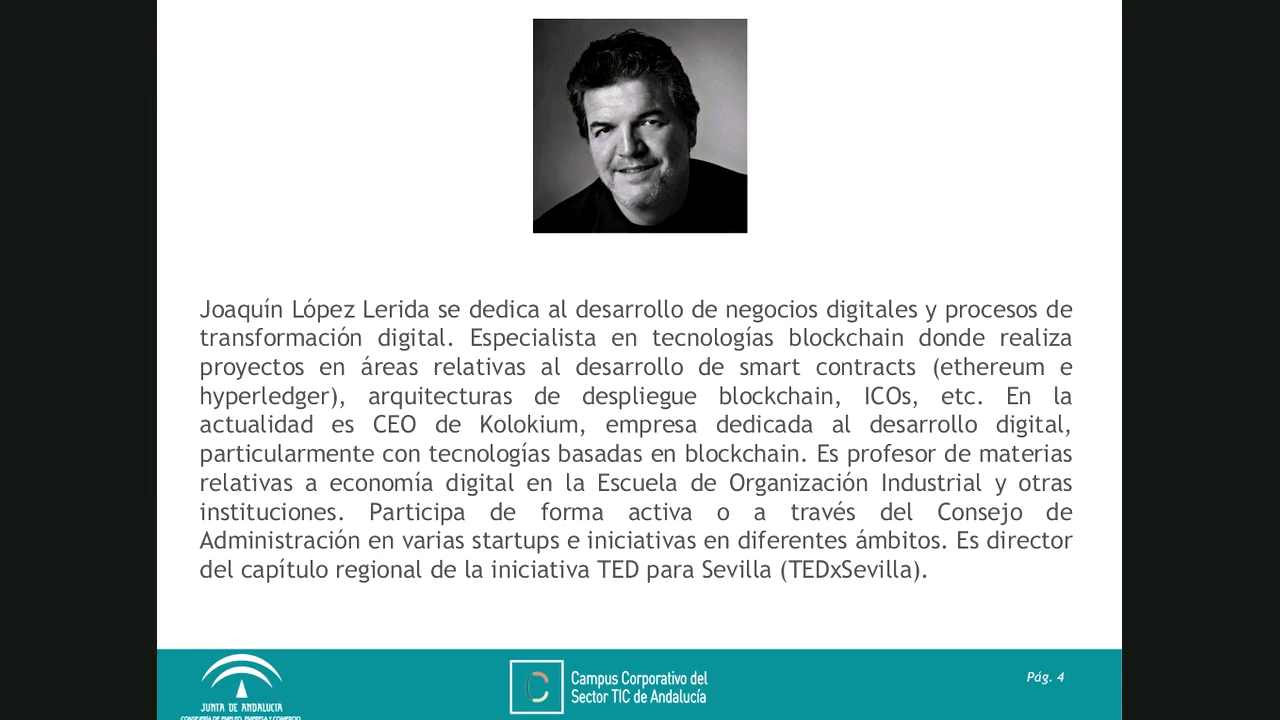 Joaquín López Lerida se dedica al desarrollo de negocios digitales y procesos de
transformación digital. Especialista en tecnologías blockchain donde realiza
proyectos en áreas relativas al desarrollo de smart contracts (ethereum e
hyperledger), arquitecturas de despliegue blockchain, ICOs, etc. En la
actualidad es CEO de Kolokium, empresa dedicada al desarrollo digital,
particularmente con tecnologías basadas en blockchain. Es profesor de materias
relativas a economía digital en la Escuela de Organización Industrial y otras
instituciones. Participa de forma activa o a través del Consejo de
Administración en varias startups e iniciativas en diferentes ámbitos. Es director
del capítulo regional de la iniciativa TED para Sevilla (TEDxSevilla).
JUNTA DE ANDALUCIA
CONSEJERÍA DE EMPLEO, EMPRESA Y COMERCIO
C
Campus Corporativo del
Sector TIC de Andalucía
Pág. 4